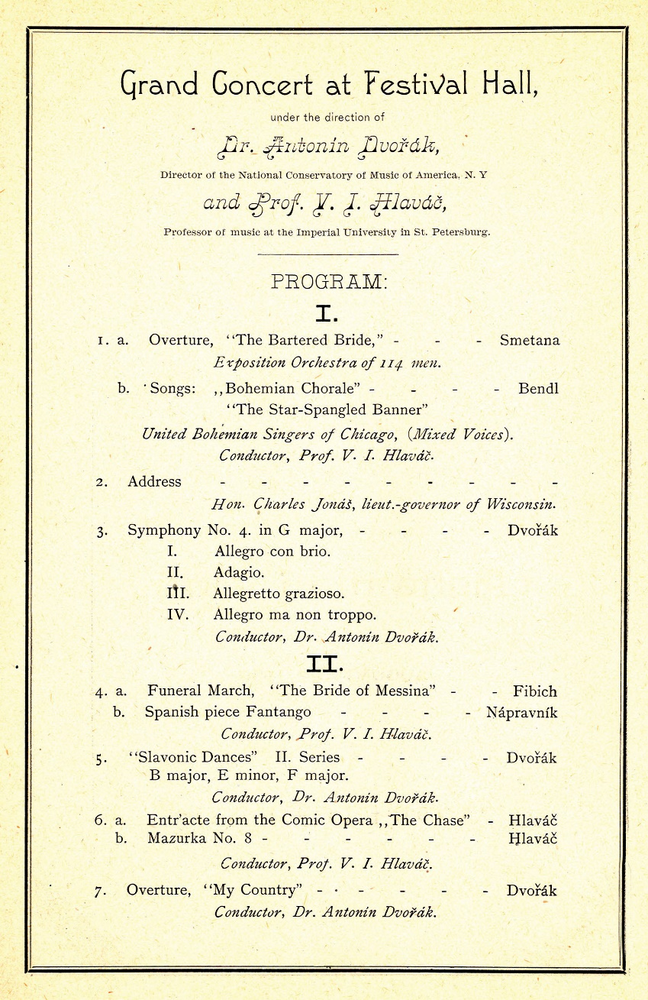 Grand Concert at Festival Hall,
under the direction of
Dr. Antonin Dvořák,
Director of the National Conservatory of Music of America, N. Y
and Prof. V. I. Hlaváč,
Professor of music at the Imperial University in St. Petersburg.
PROGRAM:
I.
1. a. Overture, ‘‘The Bartered Bride,” - - - Smetana
Exposition Orchestra of 114 men.
b. Songs: ,,Bohemian Chorale” - - - - Bendl
‘‘The Star-Spangled Banner”
United Bohemian Singers of Chicago, (Mixed Voices).
Conductor, Prof. V. I. Hlaváč.
2. Address - - - - - - - - -
Hon. Charles Jonáš, lieut.-governor of Wisconsin.
3. Symphony No. 4. in G major, - - - - Dvořák
I. Allegro con brio.
II. Adagio.
III. Allegretto grazioso.
IV. Allegro ma non troppo.
Conductor, Dr. Antonin Dvořák.
II.
4. a. Funeral March, ‘‘The Bride of Messina” - - Fibich
b. Spanish piece Fantango - - - - Nápravník
Conductor, Prof. V. I. Hlaváč.
5. ‘‘Slavonic Dances” II. Series - - - - Dvořák
B major, E minor, F major.
Conductor, Dr. Antonin Dvořák.
6. a. Entr’acte from the Comic Opera ,,The Chase” - Hlaváč
b. Mazurka No. 8 - - - - - - Hlaváč
Conductor, Prof. V. I. Hlaváč.
7. Overture, ‘‘My Country” - - - - - Dvořák
Conductor, Dr. Antonin Dvořák.